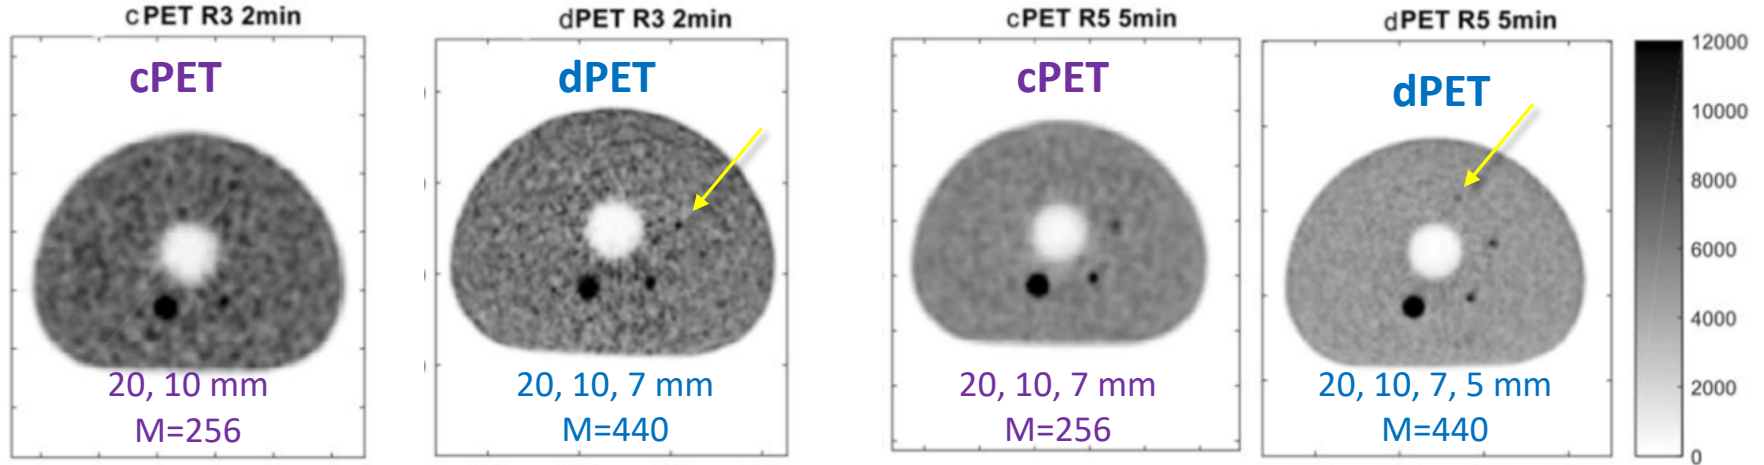 cPET R3 2min
cPET
20, 10 mm
M=256
dPET R3 2min
dPET
20, 10, 7 mm
M=440
cPET R5 5min
cPET
20, 10, 7 mm
M=256
dPET R5 5min
dPET
20, 10, 7, 5 mm
M=440
12000
10000
8000
6000
4000
2000
0